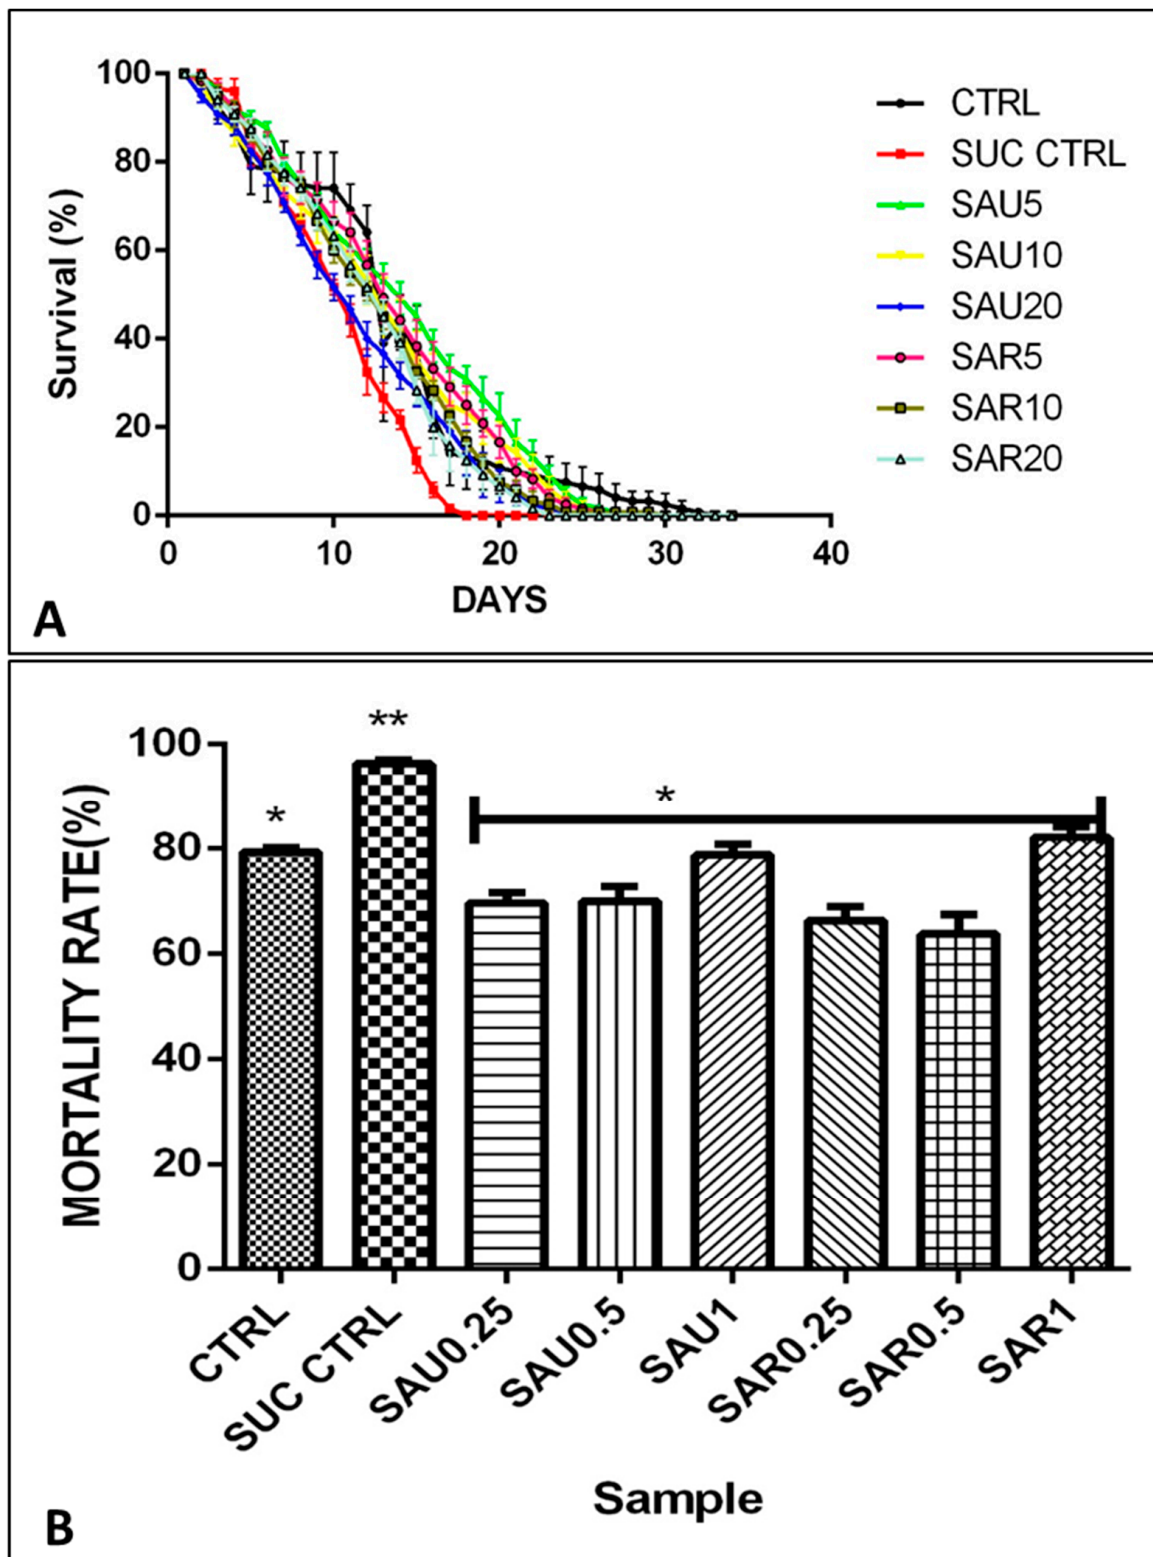 100
80
60
40
20
0
Survival (%)
0 10 20 30 40
DAYS
CTRL
SUC CTRL
SAU5
SAU10
SAU20
SAR5
SAR10
SAR20
A
100
80
60
40
20
0
MORTALITY RATE(%)
*
**
*
CTRL
SUC CTRL
SAU0.25
SAU0.5
SAU1
SAR0.25
SAR0.5
SAR1
Sample
B